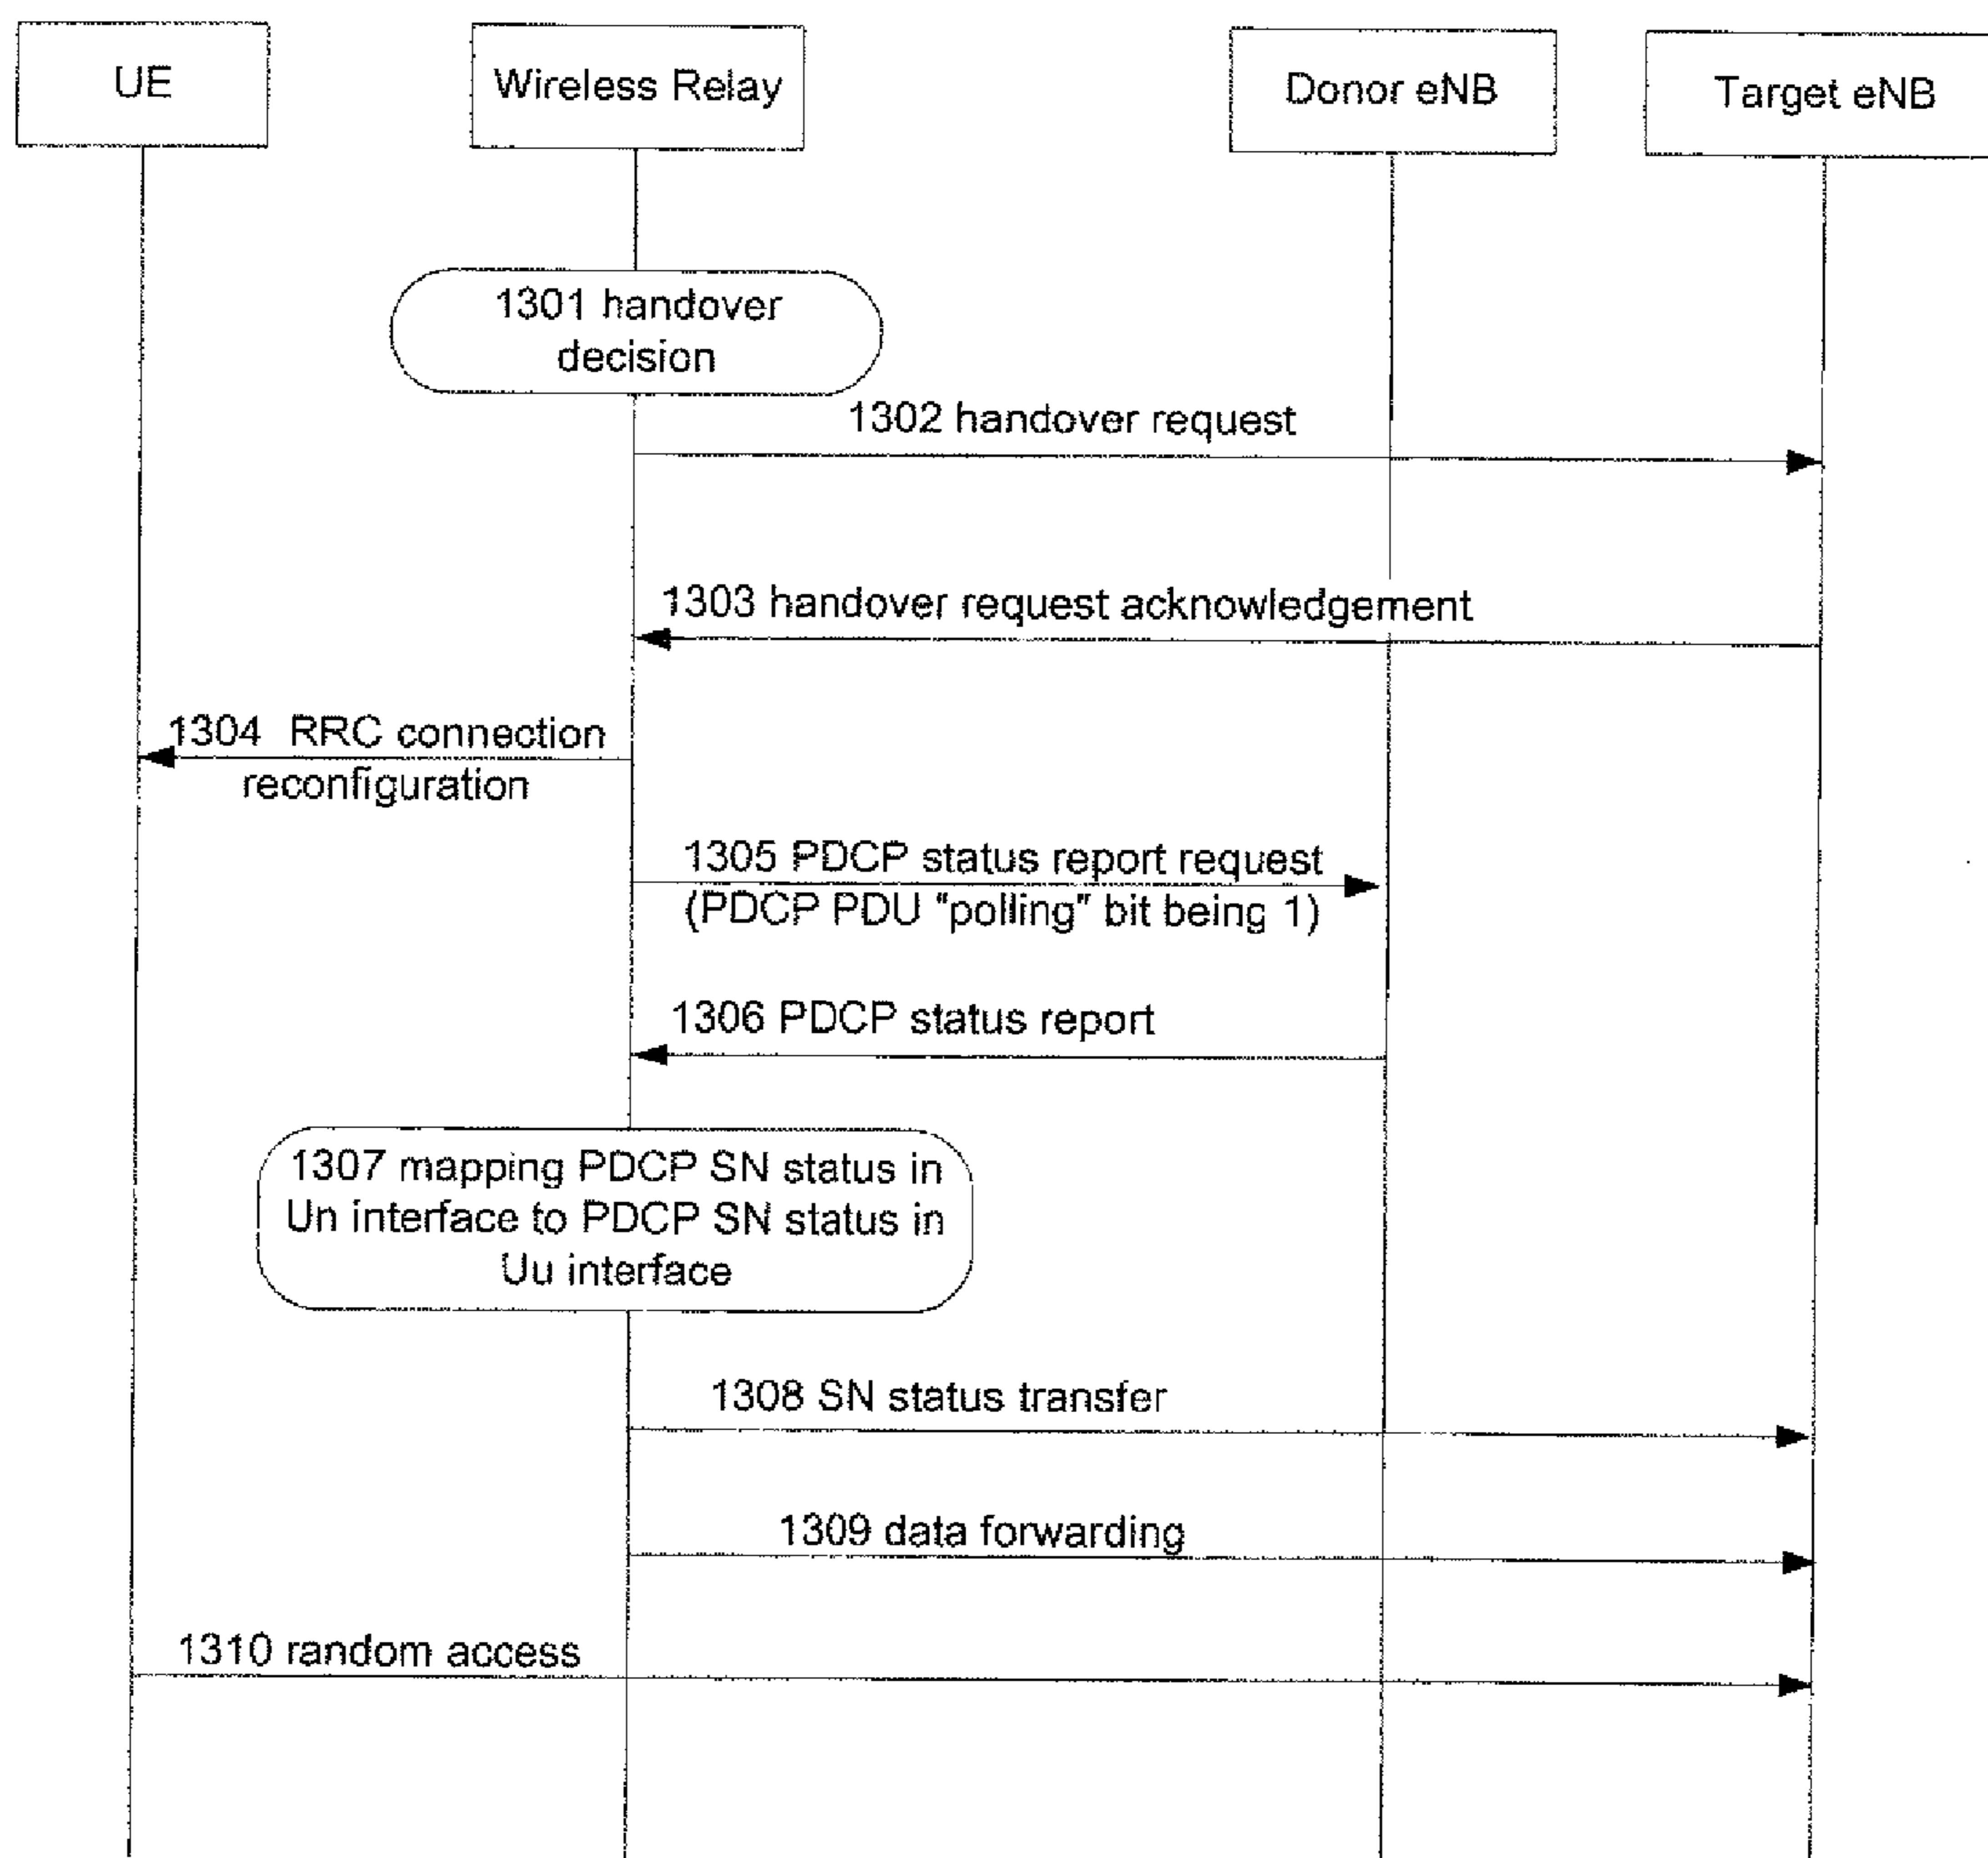 UE
Wireless Relay
Donor eNB
Target eNB
1301 handover
decision
1302 handover request
1303 handover request acknowledgement
1304 RRC connection
reconfiguration
1305 PDCP status report request
(PDCP PDU "polling" bit being 1)
1306 PDCP status report
1307 mapping PDCP SN status in
Un interface to PDCP SN status in
Uu interface
1308 SN status transfer
1309 data forwarding
1310 random access